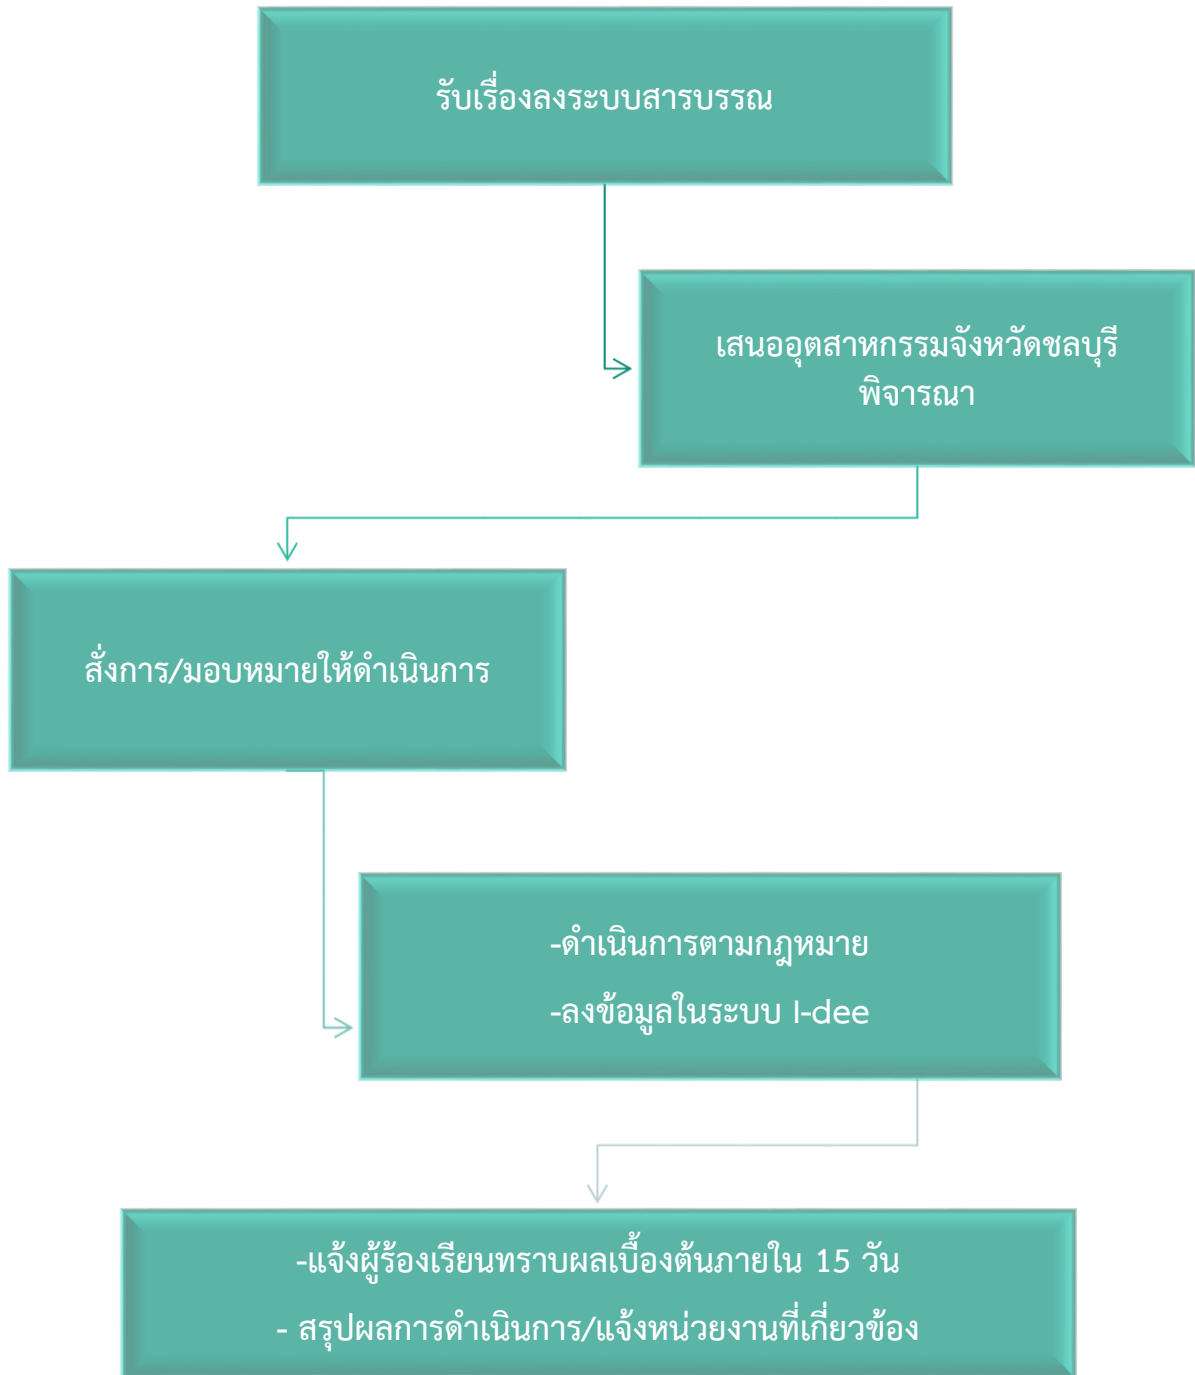 รับเรื่องลงระบบสารบรรณ
เสนออุตสาหกรรมจังหวัดชลบุรี
พิจารณา
สั่งการ/มอบหมายให้ดำเนินการ
-ดำเนินการตามกฎหมาย
-ลงข้อมูลในระบบ I-dee
-แจ้งผู้ร้องเรียนทราบผลเบื้องต้นภายใน 15 วัน
- สรุปผลการดำเนินการ/แจ้งหน่วยงานที่เกี่ยวข้อง